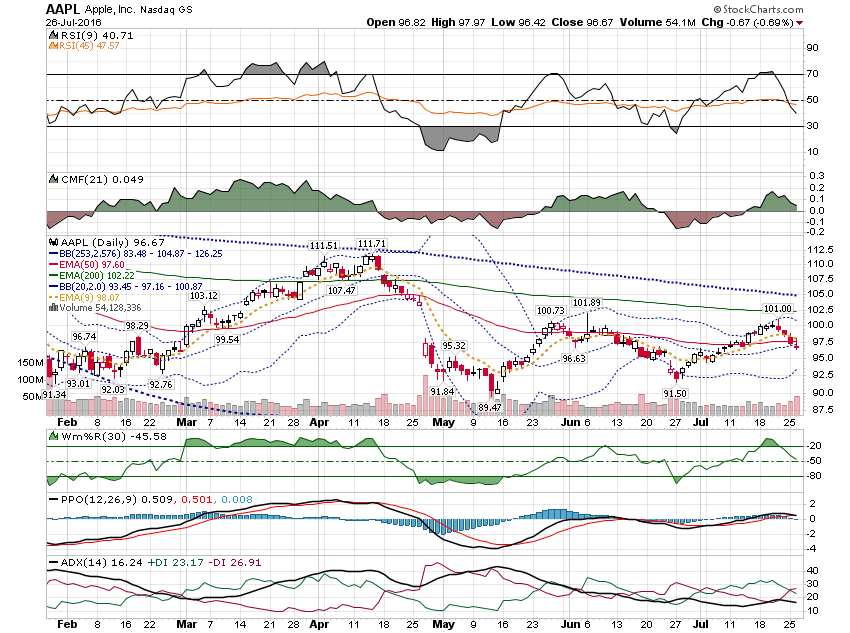 AAPL Apple, Inc. Nasdaq GS © StockCharts.com
26-Jul-2016 Open 96.82 High 97.97 Low 96.42 Close 96.67 Volume 54.1M Chg -0.67 (-0.69%)
RSI(9) 40.71
RSI(45) 47.57
90
70
50
30
10
CMF(21) 0.049
0.3
0.2
0.1
0.0
-0.1
-0.2
AAPL (Daily) 96.67
BB(253,2.576) 83.48 - 104.87 - 126.25
EMA(50) 97.60
EMA(200) 102.22
BB(20,2.0) 93.45 - 97.16 - 100.87
EMA(9) 98.07
Volume 54,128,336
111.51 111.71
107.47
103.12
99.54
98.29
96.74
93.01
92.03
92.76
91.34
95.32
91.84
89.47
100.73
101.89
96.63
91.50
101.00
112.5
110.0
107.5
105.0
102.5
100.0
97.5
95.0
92.5
90.0
87.5
150M
100M
50M
Feb 8 16 22 Mar 7 14 21 28 Apr 11 18 25 May 9 16 23 Jun 6 13 20 27 Jul 11 18 25
Wm%R(30) -45.58
-20
-50
-80
PPO(12,26,9) 0.509, 0.501, 0.008
2
0
-2
-4
ADX(14) 16.24 +DI 23.17 -DI 26.91
40
30
20
10
Feb 8 16 22 Mar 7 14 21 28 Apr 11 18 25 May 9 16 23 Jun 6 13 20 27 Jul 11 18 25